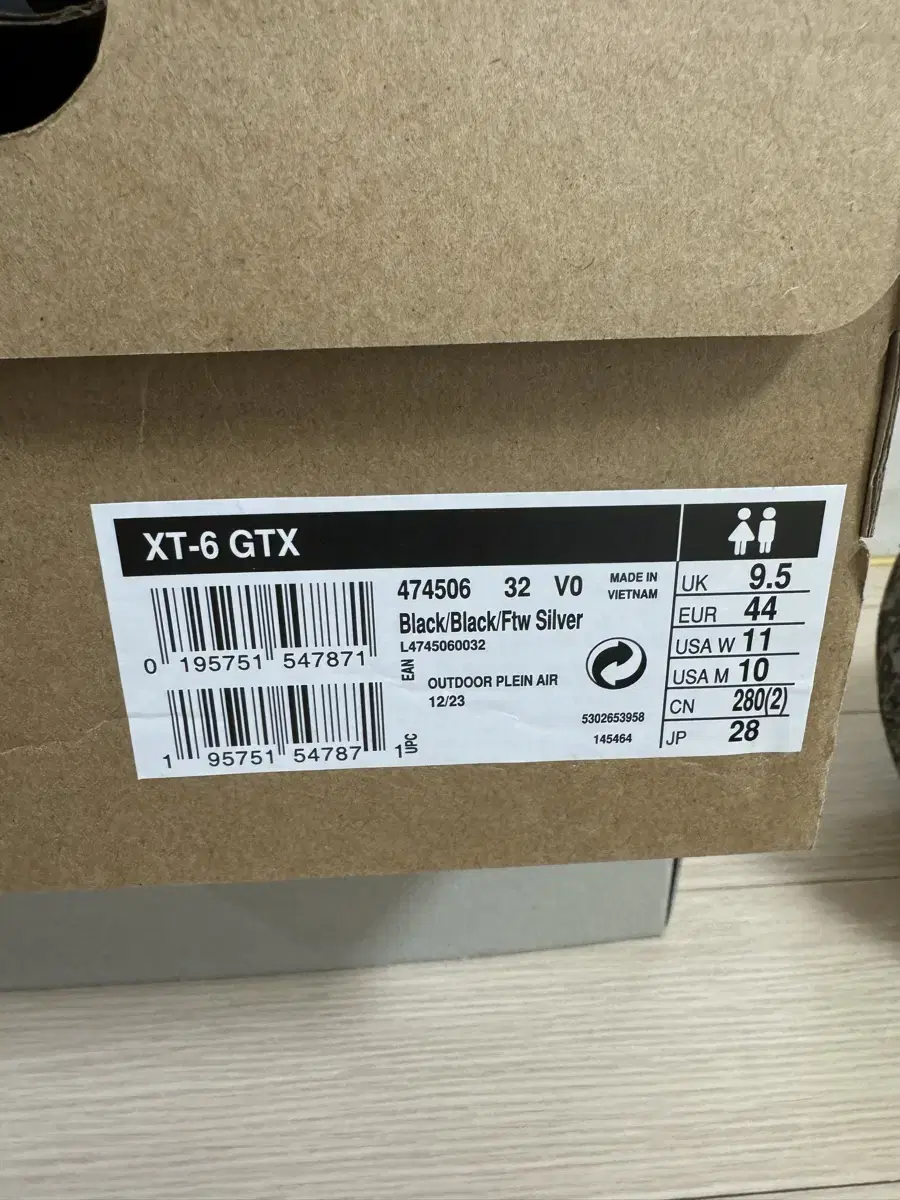 XT-6 GTX
0 195751 547871
1 95751 54787 1
EAN
UPC
474506 32 V0
Black/Black/Ftw Silver
L4745060032
OUTDOOR PLEIN AIR
12/23
MADE IN
VIETNAM
5302653958
145464
UK 9.5
EUR 44
USA W 11
USA M 10
CN 280(2)
JP 28